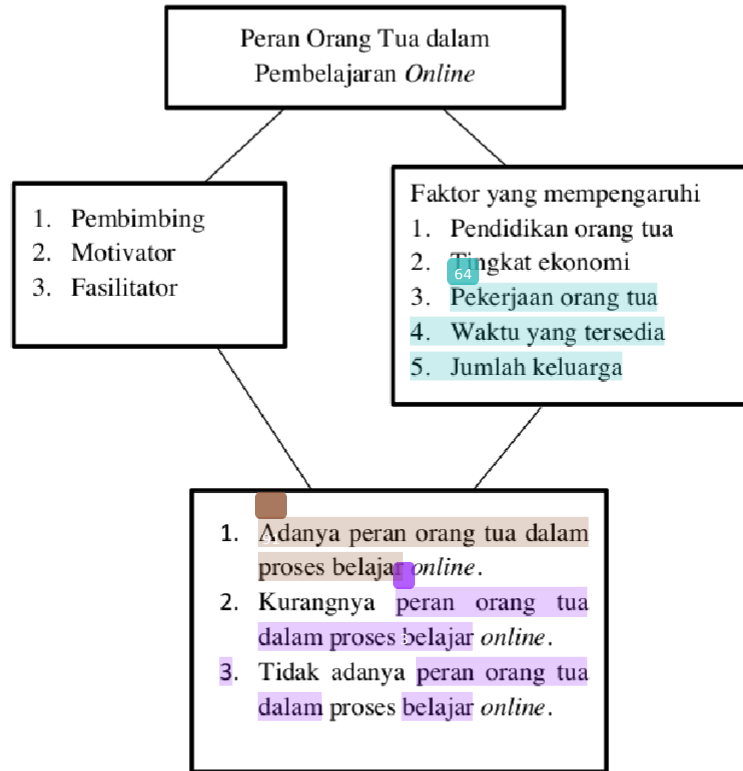 Peran Orang Tua dalam
Pembelajaran Online
1. Pembimbing
2. Motivator
3. Fasilitator
Faktor yang mempengaruhi
1. Pendidikan orang tua
2. Tingkat ekonomi
64
3. Pekerjaan orang tua
4. Waktu yang tersedia
5. Jumlah keluarga
1. Adanya peran orang tua dalam
proses belajar online.
2. Kurangnya peran orang tua
dalam proses belajar online.
3. Tidak adanya peran orang tua
dalam proses belajar online.